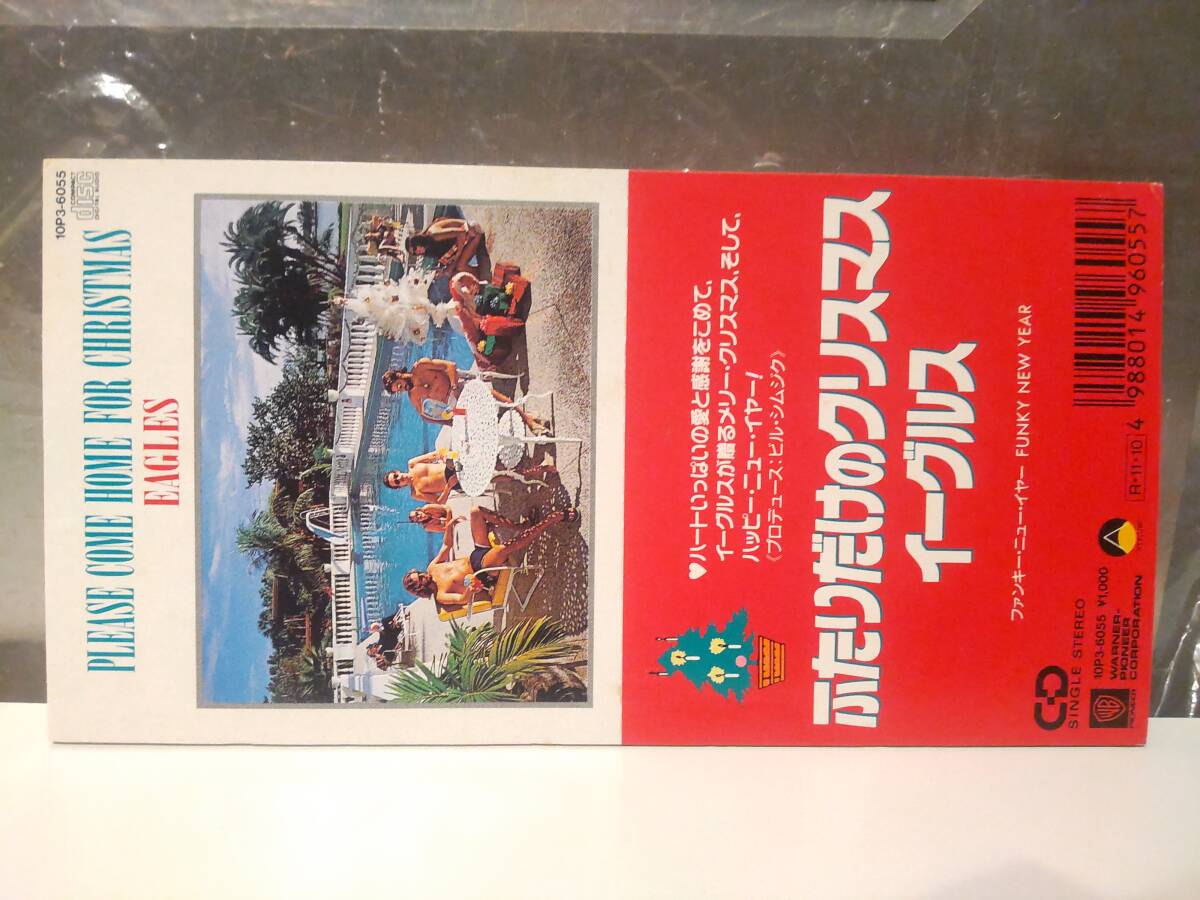 10P3-6055
COMPACT
disc
DIGITAL AUDIO
PLEASE COME HOME FOR CHRISTMAS
EAGLES
♥ハートいっぱいの愛と感謝をこめて、
イーグルスが贈るメリー・クリスマス、そして、
ハッピー・ニュー・イヤー!
《プロデュース:ビル・シムジク》
ふたりだけのクリスマス
イーグルス
ファンキー・ニュー・イヤー FUNKY NEW YEAR
CD
SINGLE STEREO
10P3-6055 ¥1,000
WB
PIONEER
WARNER-
PIONEER
CORPORATION
R・11・10
4 988014 960557